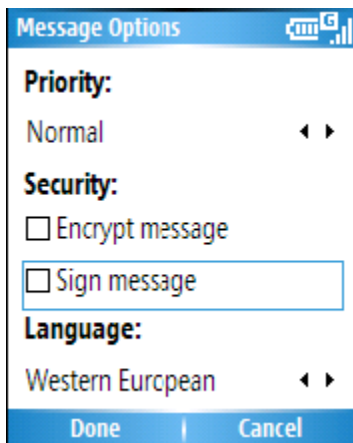 Message Options
G
Priority:
Normal
Security:
Encrypt message
Sign message
Language:
Western European
Done Cancel